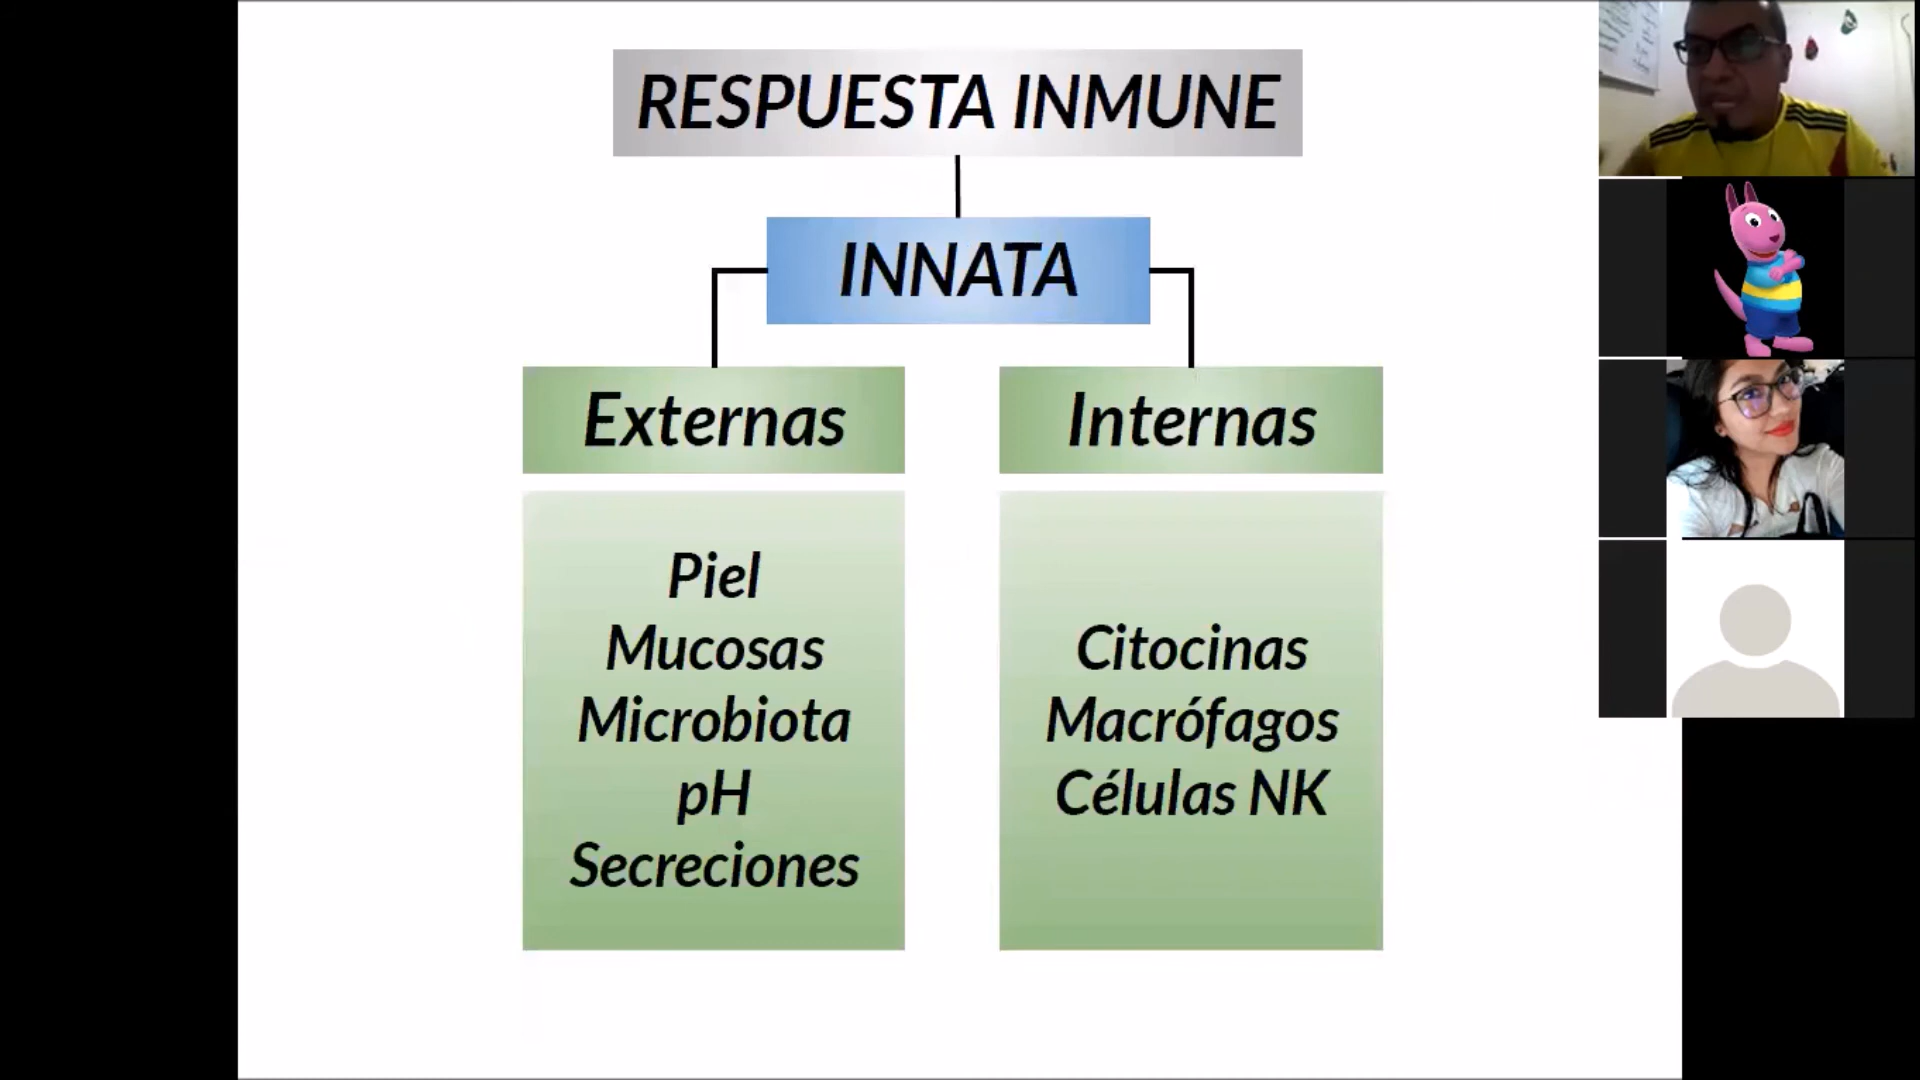 RESPUESTA INMUNE
INNATA
Externas
Internas
Piel
Mucosas
Microbiota
pH
Secreciones
Citocinas
Macrófagos
Células NK